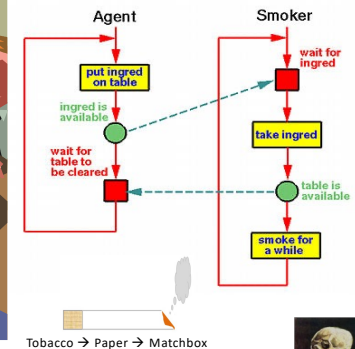 Agent
Smoker
wait for
ingred
put ingred
on table
ingred is
available
take ingred
wait for
table to
be cleared
table is
available
smoke for
a while
Tobacco → Paper → Matchbox